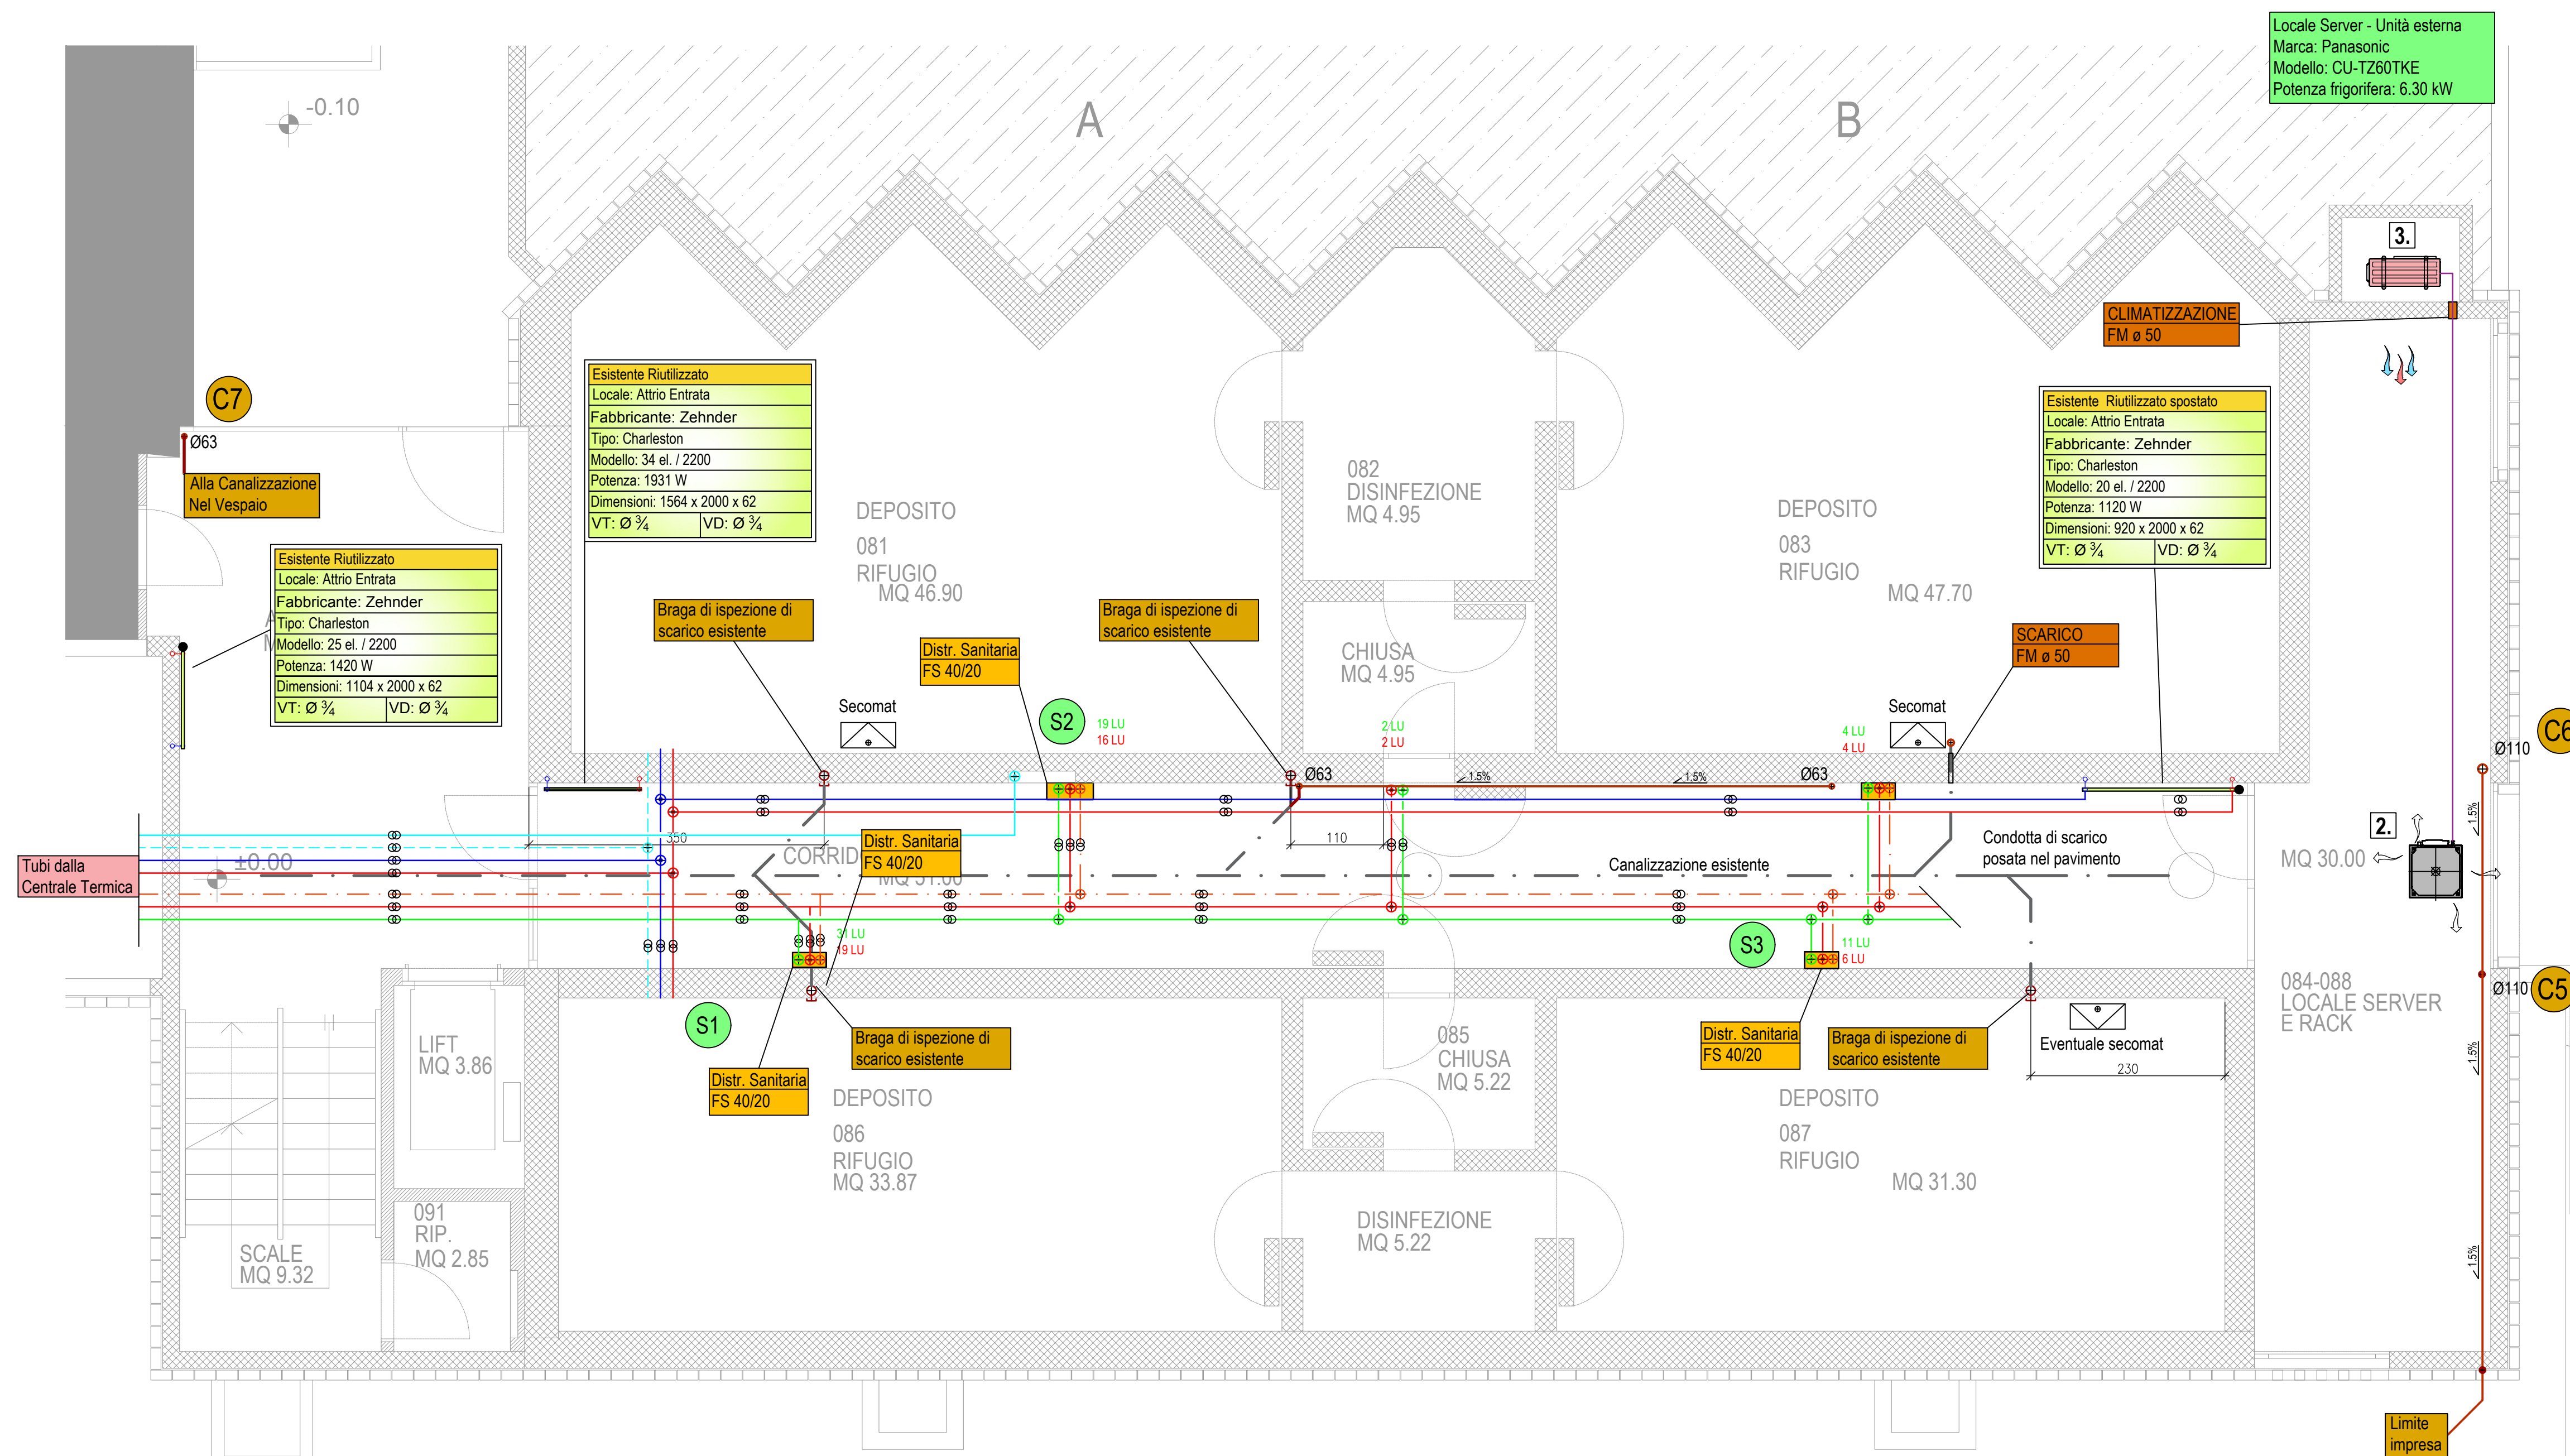 Locale Server - Unità esterna
Marca: Panasonic
Modello: CU-TZ60TKE
Potenza frigorifera: 6.30 kW
-0.10
A
B
3.
CLIMATIZZAZIONE
FM ø 50
C7
Ø63
Alla Canalizzazione
Nel Vespaio
Esistente Riutilizzato
Locale: Attrio Entrata
Fabbricante: Zehnder
Tipo: Charleston
Modello: 34 el. / 2200
Potenza: 1931 W
Dimensioni: 1564 x 2000 x 62
VT: Ø ¾ VD: Ø ¾
Esistente Riutilizzato spostato
Locale: Attrio Entrata
Fabbricante: Zehnder
Tipo: Charleston
Modello: 20 el. / 2200
Potenza: 1120 W
Dimensioni: 920 x 2000 x 62
VT: Ø ¾ VD: Ø ¾
Esistente Riutilizzato
Locale: Attrio Entrata
Fabbricante: Zehnder
Tipo: Charleston
Modello: 25 el. / 2200
Potenza: 1420 W
Dimensioni: 1104 x 2000 x 62
VT: Ø ¾ VD: Ø ¾
DEPOSITO
081
RIFUGIO
MQ 46.90
082
DISINFEZIONE
MQ 4.95
DEPOSITO
083
RIFUGIO
MQ 47.70
Braga di ispezione di
scarico esistente
Distr. Sanitaria
FS 40/20
Braga di ispezione di
scarico esistente
CHIUSA
MQ 4.95
SCARICO
FM ø 50
Secomat
S2
19 LU
16 LU
2 LU
2 LU
4 LU
4 LU
Secomat
C6
Ø110
Ø63
1.5%
1.5%
Ø63
1.5%
2.
350
110
Distr. Sanitaria
FS 40/20
CORRID
MQ 31.00
Canalizzazione esistente
Condotta di scarico
posata nel pavimento
MQ 30.00
Tubi dalla
Centrale Termica
±0.00
31 LU
19 LU
S3
11 LU
6 LU
S1
Braga di ispezione di
scarico esistente
Distr. Sanitaria
FS 40/20
Distr. Sanitaria
FS 40/20
Braga di ispezione di
scarico esistente
Eventuale secomat
230
084-088
LOCALE SERVER
E RACK
Ø110
C5
1.5%
LIFT
MQ 3.86
085
CHIUSA
MQ 5.22
DEPOSITO
086
RIFUGIO
MQ 33.87
DEPOSITO
087
RIFUGIO
MQ 31.30
091
RIP.
MQ 2.85
SCALE
MQ 9.32
DISINFEZIONE
MQ 5.22
1.5%
Limite
impresa